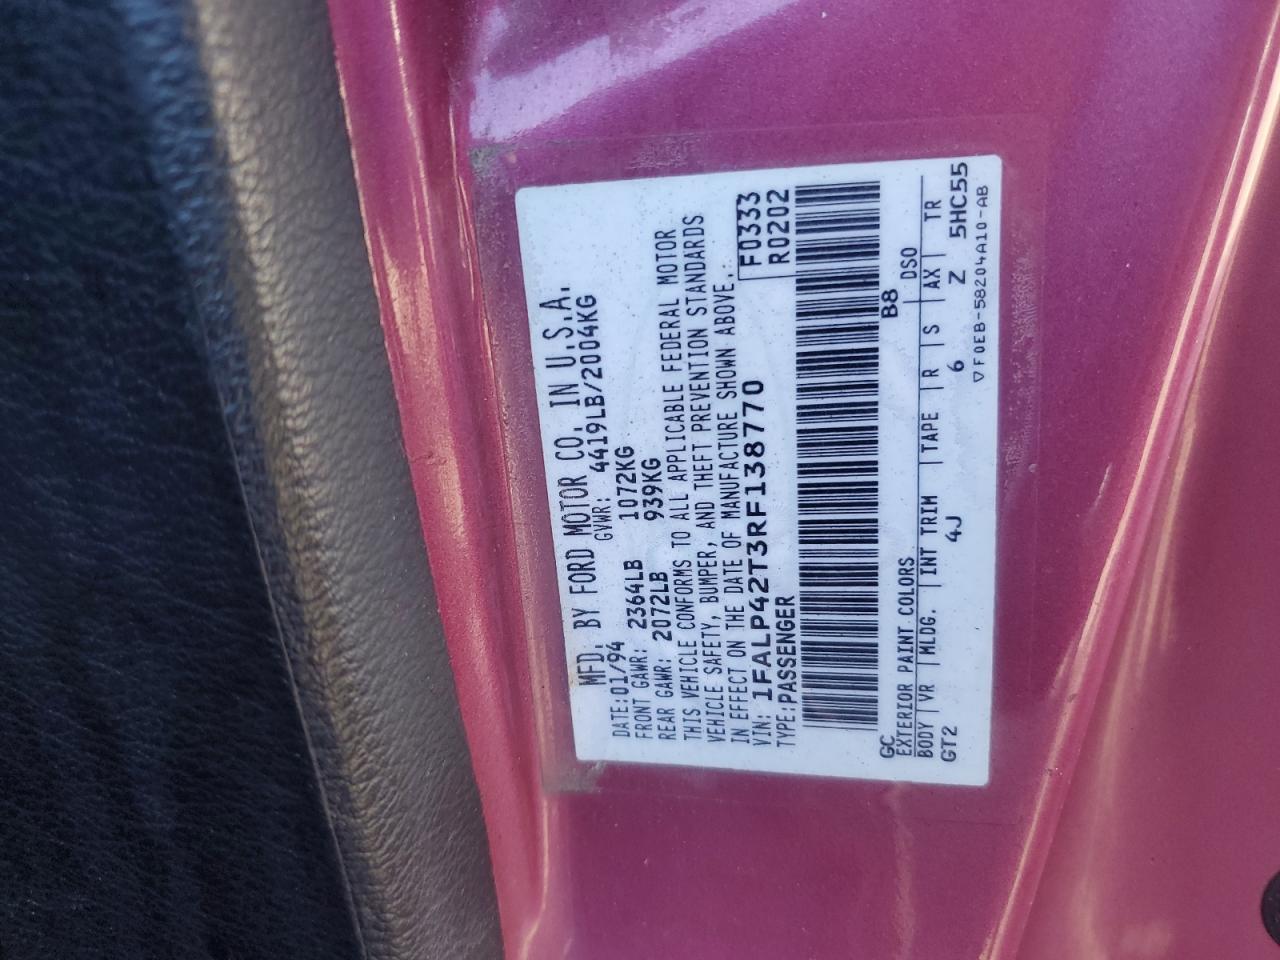 MFD. BY FORD MOTOR CO. IN U.S.A.
DATE: 01/94 GVWR: 4419LB/2004KG
FRONT GAWR: 2364LB 1072KG
REAR GAWR: 2072LB 939KG
THIS VEHICLE CONFORMS TO ALL APPLICABLE FEDERAL MOTOR
VEHICLE SAFETY, BUMPER, AND THEFT PREVENTION STANDARDS
IN EFFECT ON THE DATE OF MANUFACTURE SHOWN ABOVE.
VIN: 1FALP42T3RF138770 F0333
TYPE: PASSENGER R0202
GC B8
EXTERIOR PAINT COLORS DSO
BODY | VR | MLDG. | INT TRIM | TAPE | R | S | AX | TR
GT2 4J 6 Z 5HC55
▽ F0EB-58204A10-AB